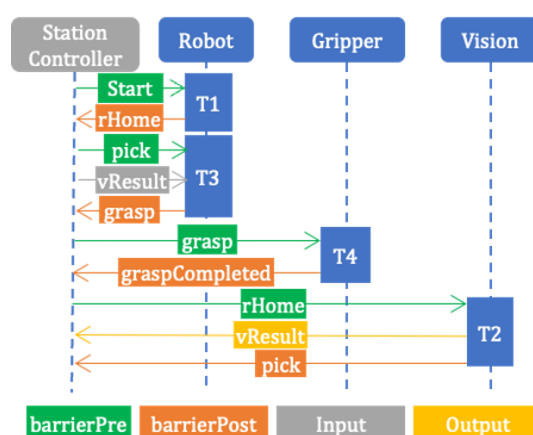 Station
Controller
Robot
Gripper
Vision
Start
T1
rHome
pick
vResult
T3
grasp
grasp
T4
graspCompleted
rHome
vResult
T2
pick
barrierPre
barrierPost
Input
Output